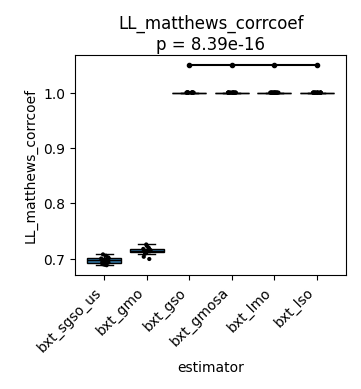 LL_matthews_corrcoef
p = 8.39e-16
LL_matthews_corrcoef
1.0
0.9
0.8
0.7
bxt_sgso_us
bxt_gmo
bxt_gso
bxt_gmosa
bxt_lmo
bxt_lso
estimator